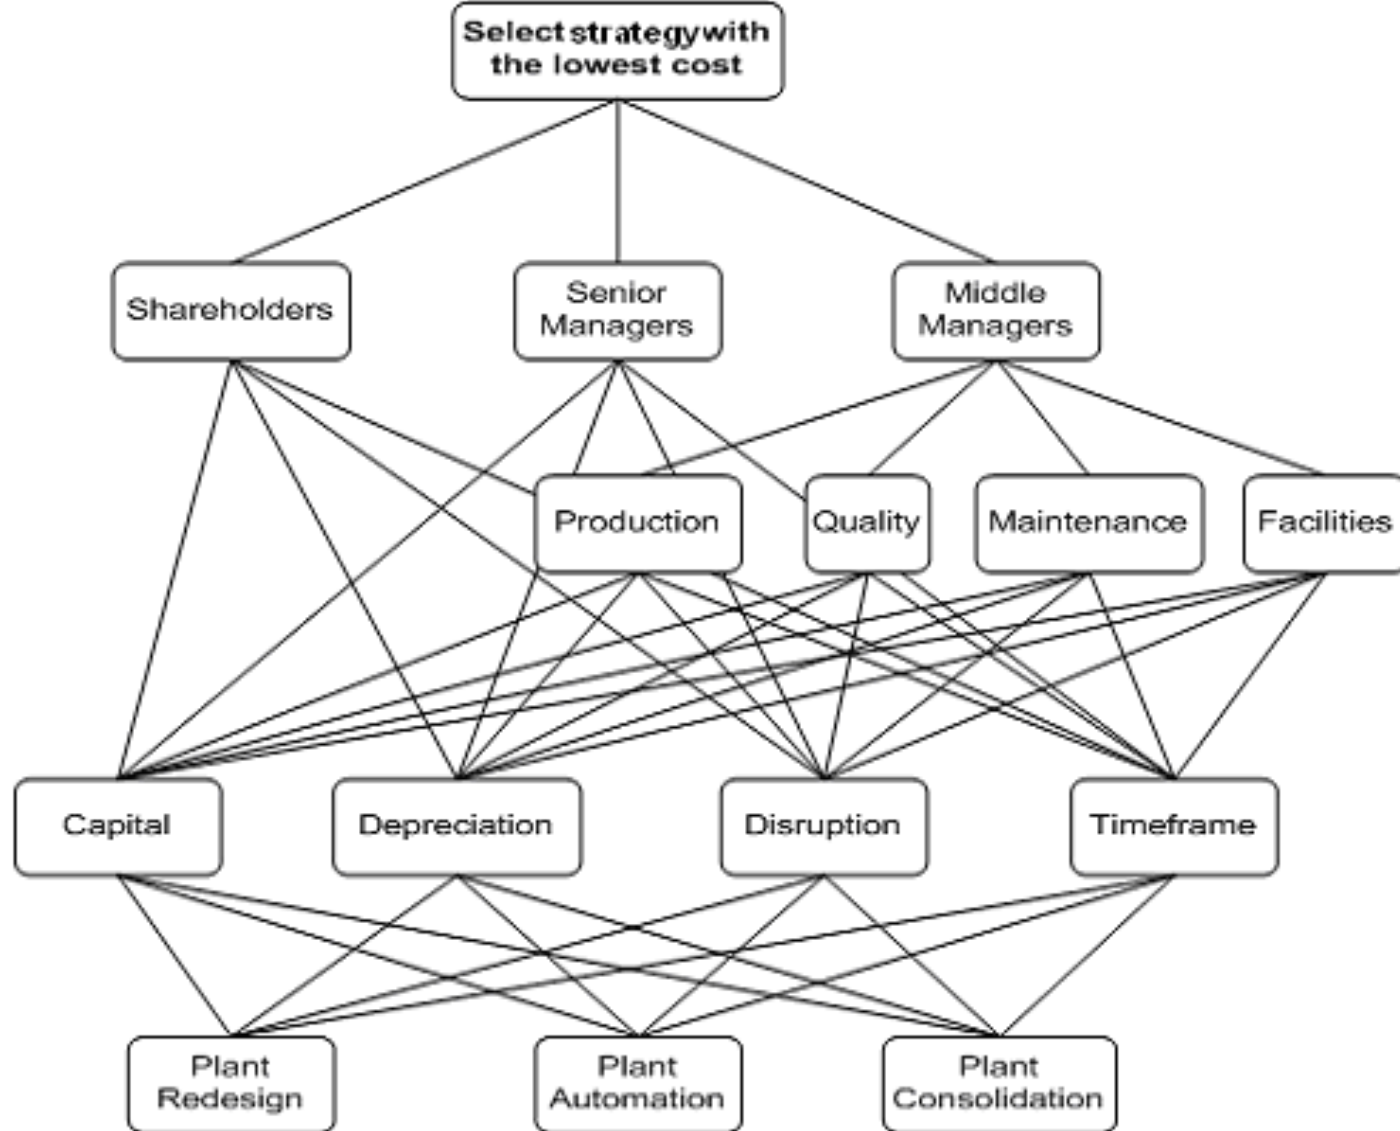 Select strategy with
the lowest cost
Shareholders
Senior
Managers
Middle
Managers
Production
Quality
Maintenance
Facilities
Capital
Depreciation
Disruption
Timeframe
Plant
Redesign
Plant
Automation
Plant
Consolidation